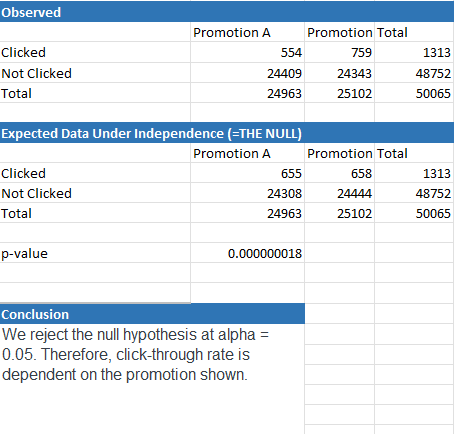 Observed
Promotion A Promotion Total
Clicked 554 759 1313
Not Clicked 24409 24343 48752
Total 24963 25102 50065
Expected Data Under Independence (=THE NULL)
Promotion A Promotion Total
Clicked 655 658 1313
Not Clicked 24308 24444 48752
Total 24963 25102 50065
p-value 0.000000018
Conclusion
We reject the null hypothesis at alpha =
0.05. Therefore, click-through rate is
dependent on the promotion shown.